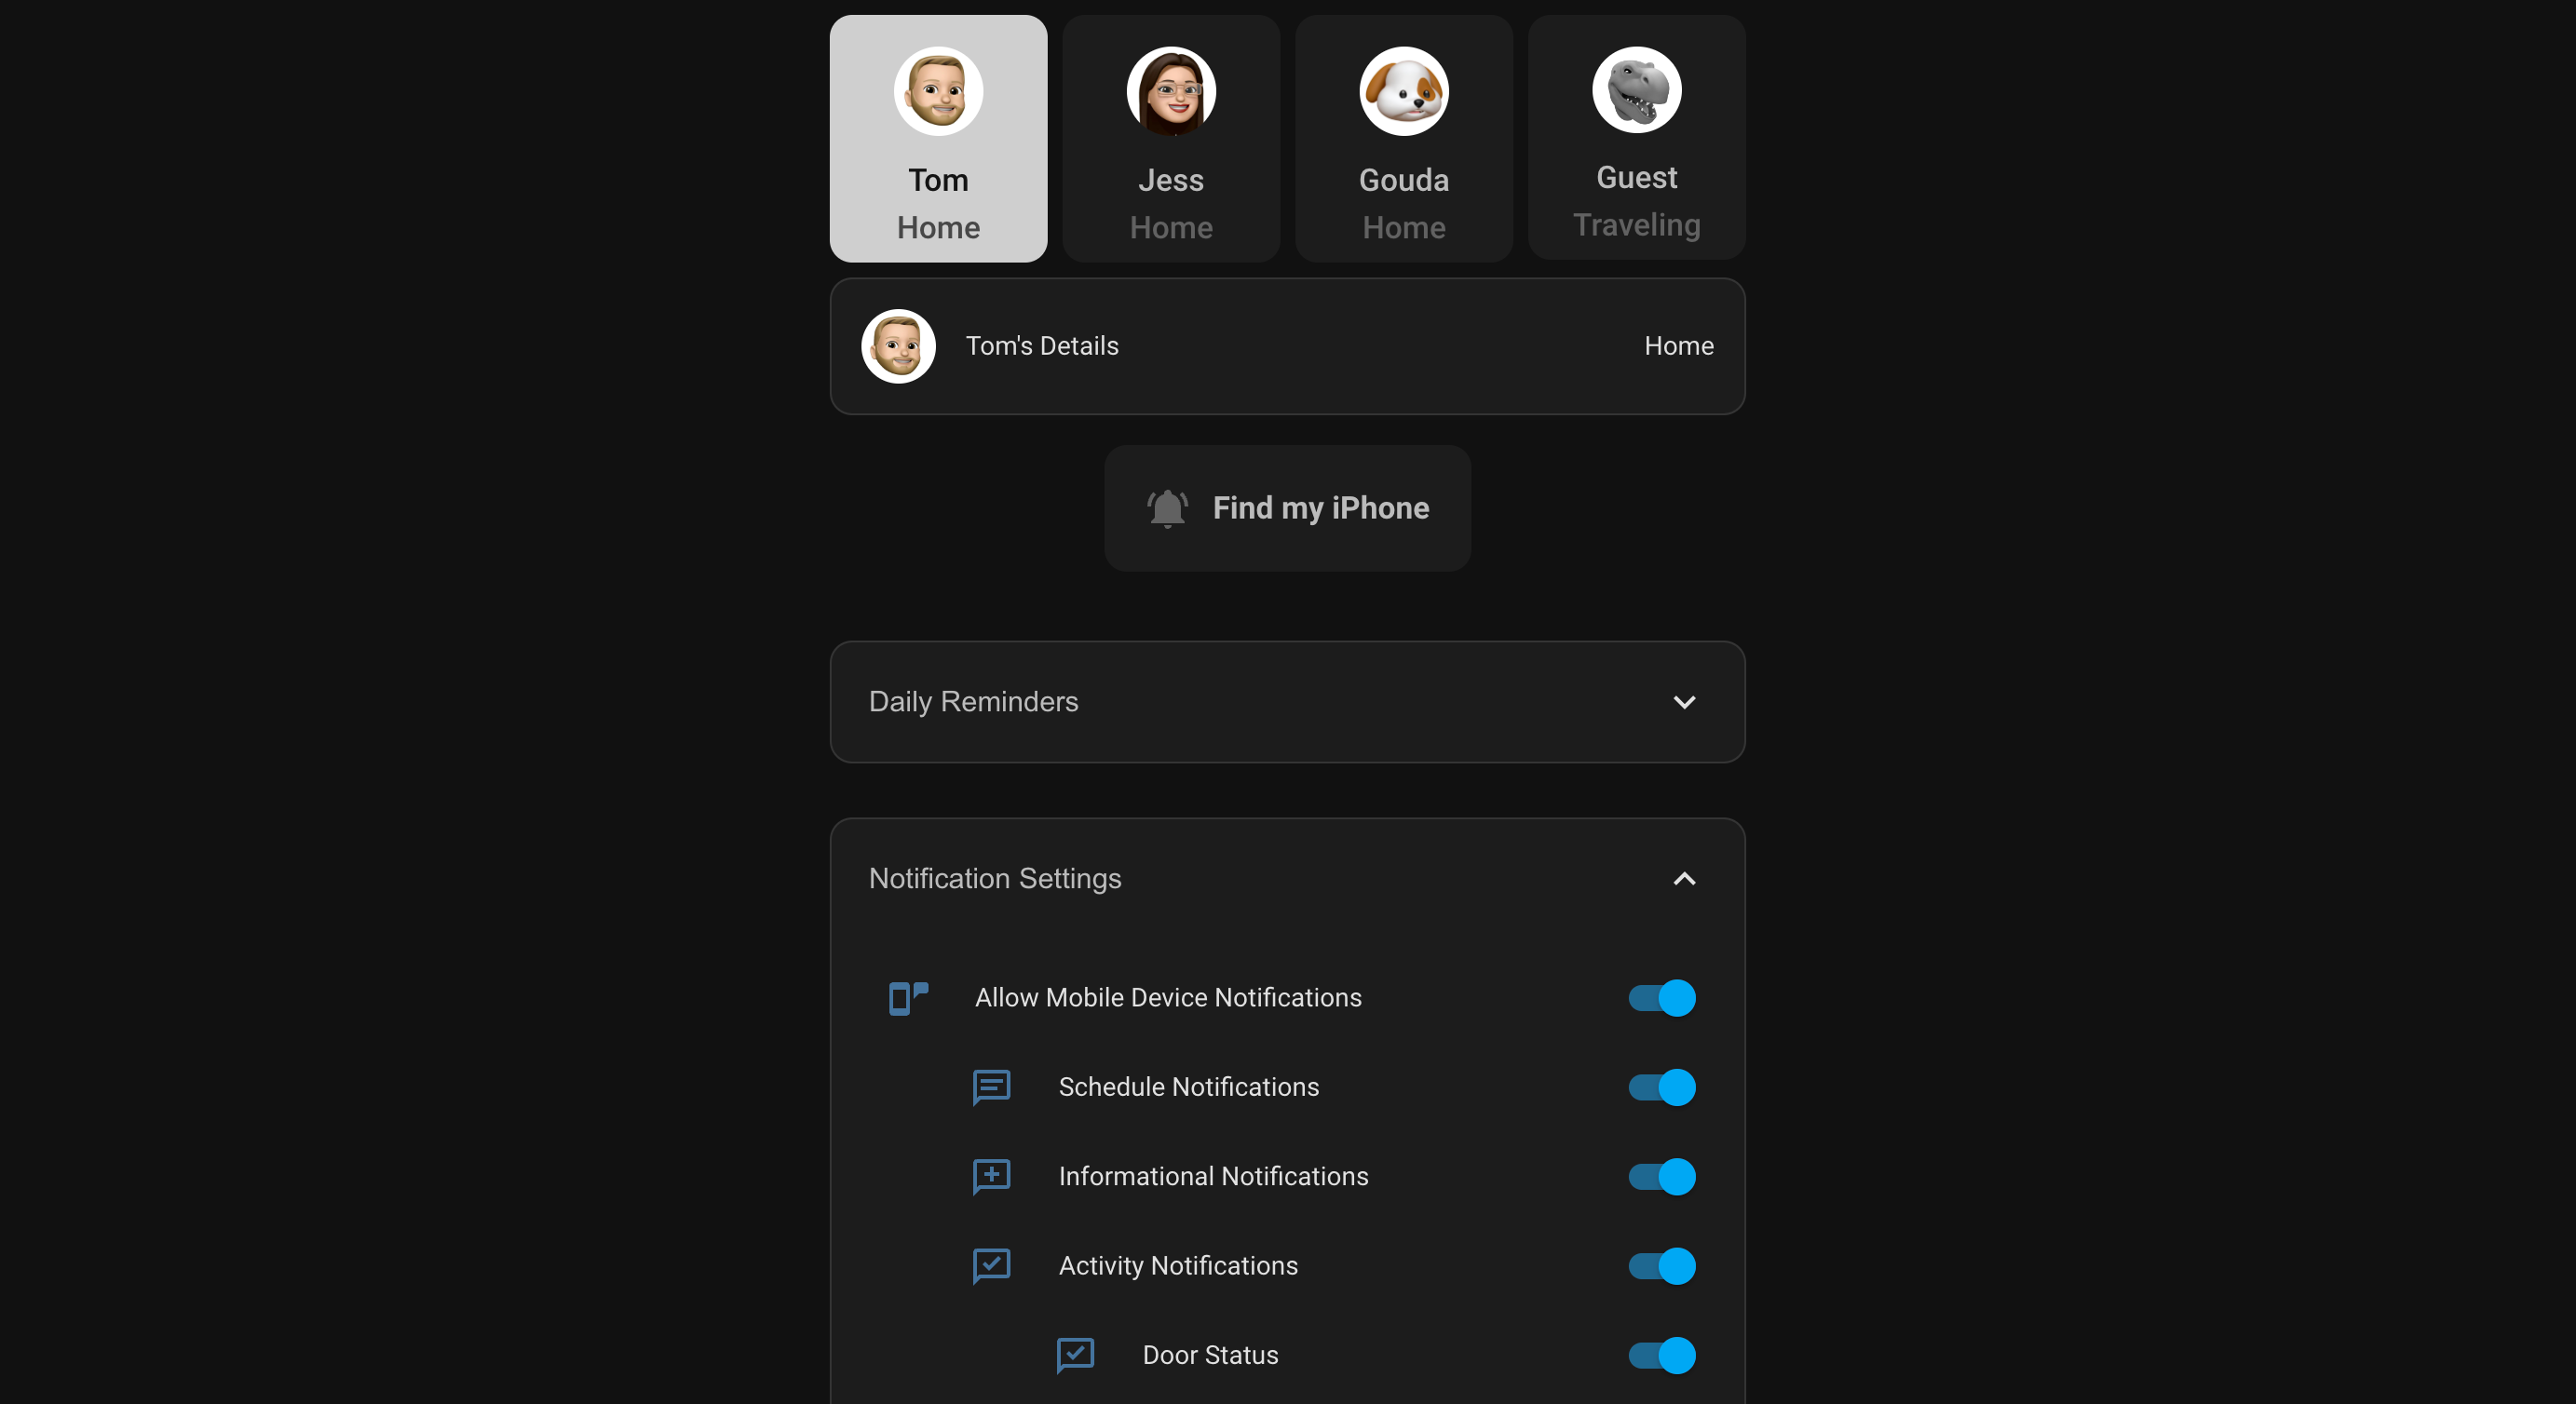 Tom
Home
Jess
Home
Gouda
Home
Guest
Traveling
Tom's Details
Home
Find my iPhone
Daily Reminders
Notification Settings
Allow Mobile Device Notifications
Schedule Notifications
Informational Notifications
Activity Notifications
Door Status